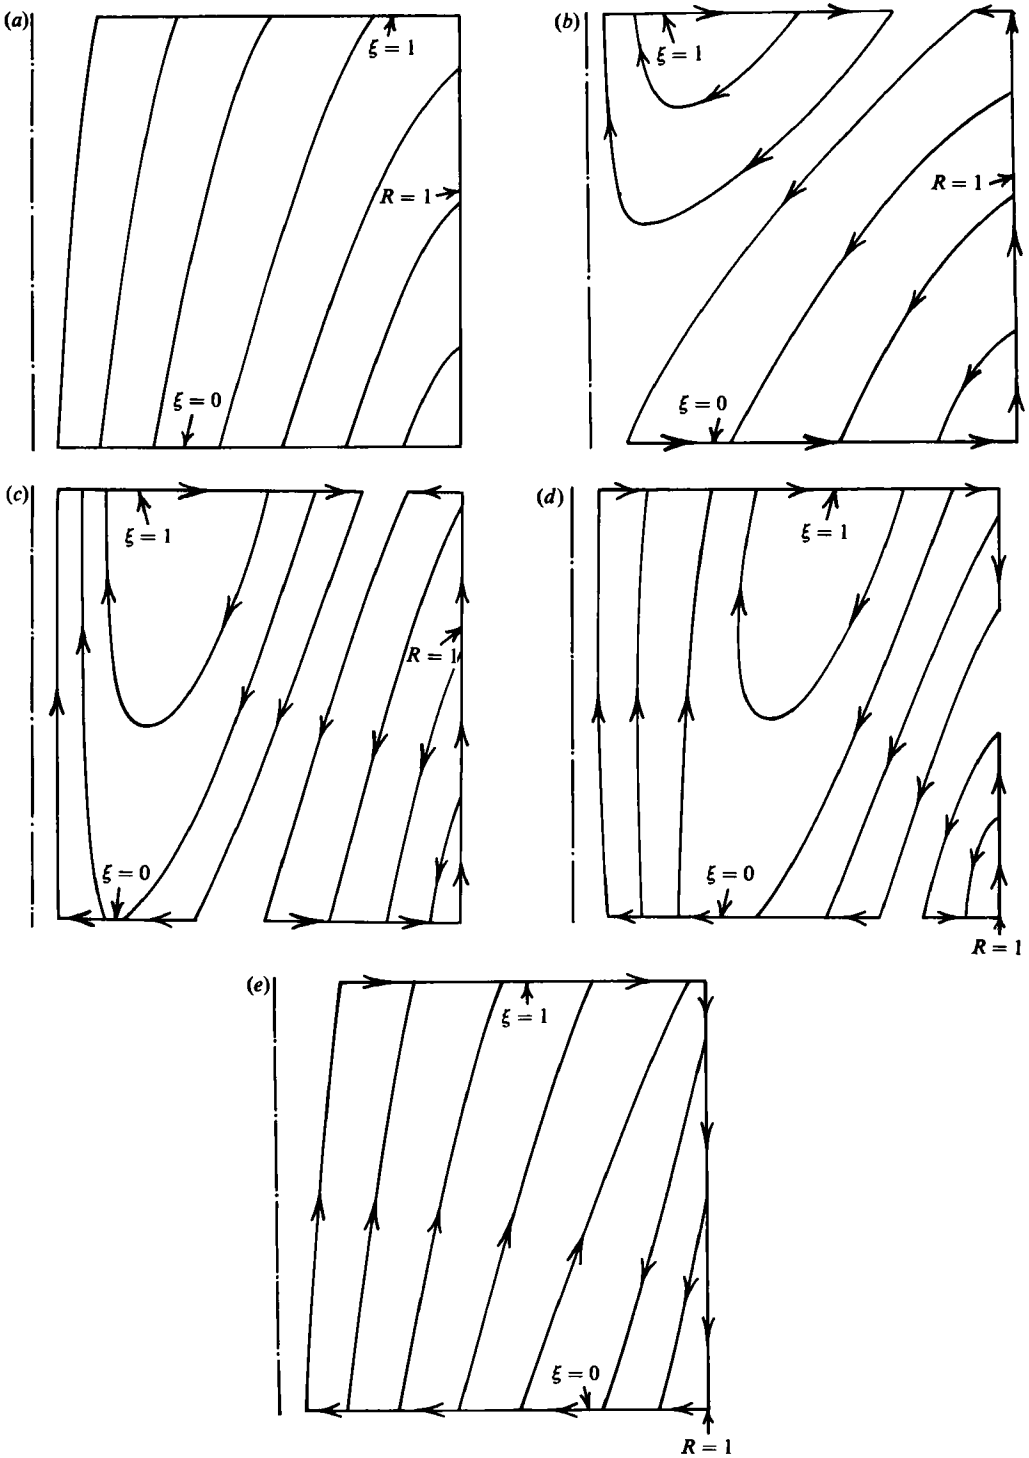 (a)
ξ = 1
R = 1
ξ = 0
(b)
ξ = 1
R = 1
ξ = 0
(c)
ξ = 1
R = 1
ξ = 0
(d)
ξ = 1
ξ = 0
R = 1
(e)
ξ = 1
ξ = 0
R = 1